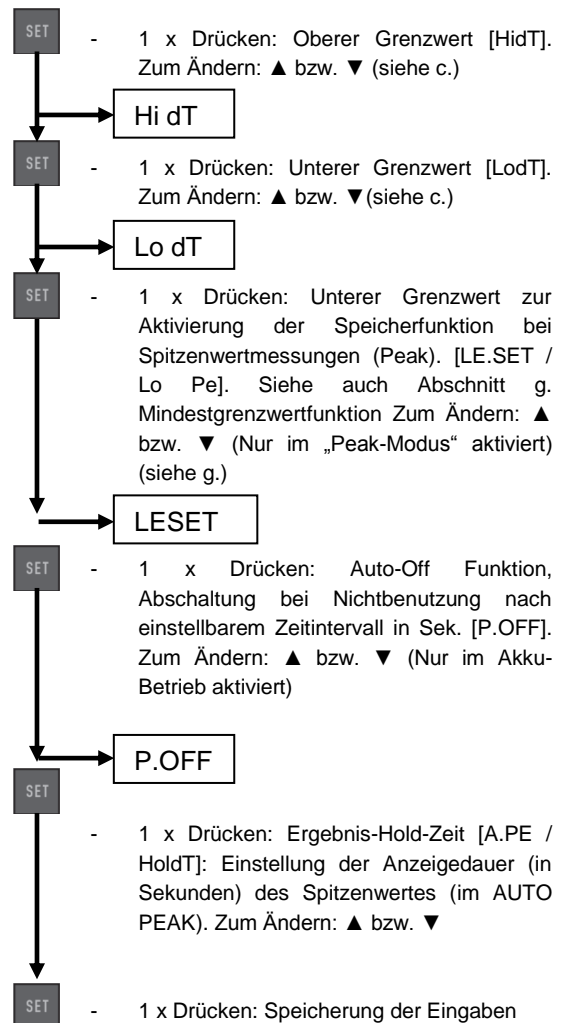 SET - 1 x Drücken: Oberer Grenzwert [HidT].
Zum Ändern: ▲ bzw. ▼ (siehe c.)
Hi dT
SET - 1 x Drücken: Unterer Grenzwert [LodT].
Zum Ändern: ▲ bzw. ▼(siehe c.)
Lo dT
SET - 1 x Drücken: Unterer Grenzwert zur
Aktivierung der Speicherfunktion bei
Spitzenwertmessungen (Peak). [LE.SET /
Lo Pe]. Siehe auch Abschnitt g.
Mindestgrenzwertfunktion Zum Ändern: ▲
bzw. ▼ (Nur im „Peak-Modus“ aktiviert)
(siehe g.)
LESET
SET - 1 x Drücken: Auto-Off Funktion,
Abschaltung bei Nichtbenutzung nach
einstellbarem Zeitintervall in Sek. [P.OFF].
Zum Ändern: ▲ bzw. ▼ (Nur im Akku-
Betrieb aktiviert)
P.OFF
SET
- 1 x Drücken: Ergebnis-Hold-Zeit [A.PE /
HoldT]: Einstellung der Anzeigedauer (in
Sekunden) des Spitzenwertes (im AUTO
PEAK). Zum Ändern: ▲ bzw. ▼
SET - 1 x Drücken: Speicherung der Eingaben